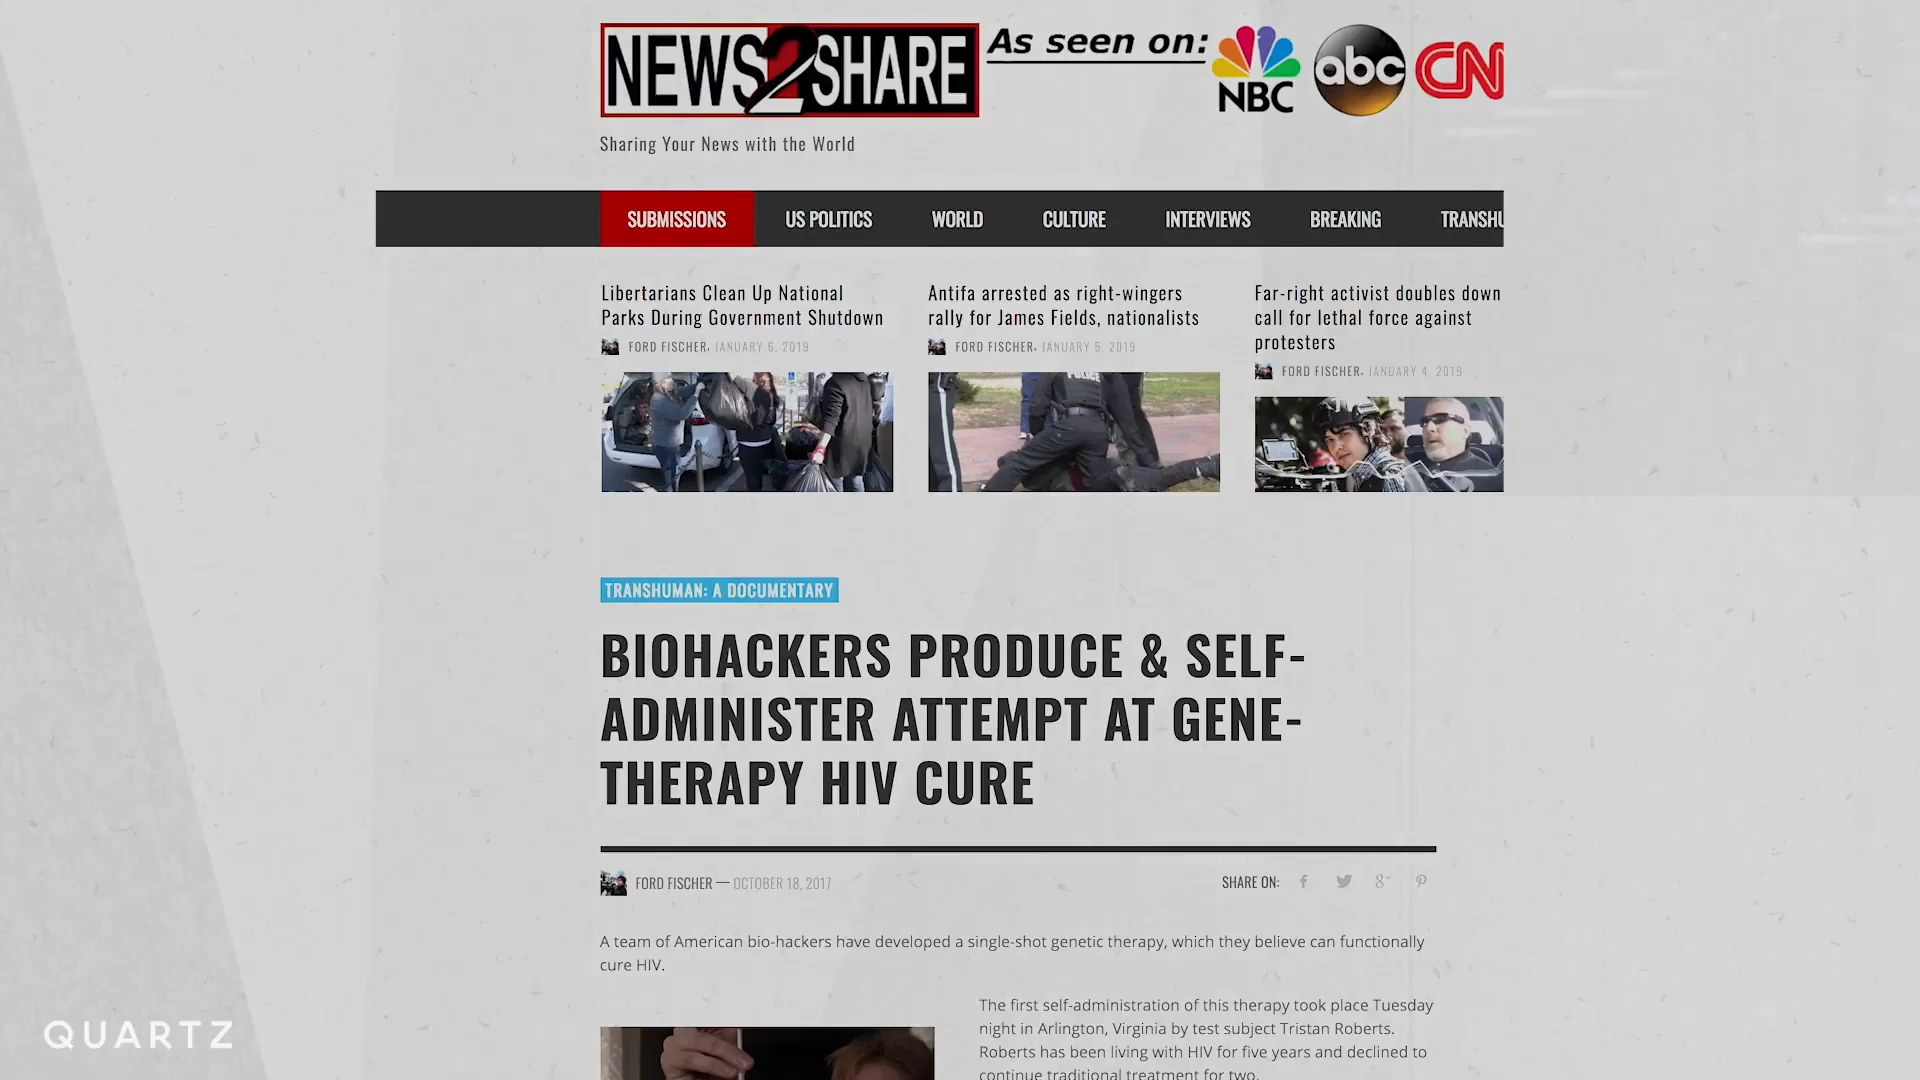 NEWS2SHARE
As seen on:
NBC
abc
CN
Sharing Your News with the World
SUBMISSIONS US POLITICS WORLD CULTURE INTERVIEWS BREAKING TRANSHU
Libertarians Clean Up National
Parks During Government Shutdown
FORD FISCHER, JANUARY 6, 2019
Antifa arrested as right-wingers
rally for James Fields, nationalists
FORD FISCHER, JANUARY 5, 2019
Far-right activist doubles down
call for lethal force against
protesters
FORD FISCHER, JANUARY 4, 2019
POLICE
TRANSHUMAN: A DOCUMENTARY
BIOHACKERS PRODUCE & SELF-
ADMINISTER ATTEMPT AT GENE-
THERAPY HIV CURE
FORD FISCHER — OCTOBER 18, 2017
SHARE ON:
A team of American bio-hackers have developed a single-shot genetic therapy, which they believe can functionally
cure HIV.
The first self-administration of this therapy took place Tuesday
night in Arlington, Virginia by test subject Tristan Roberts.
Roberts has been living with HIV for five years and declined to
continue traditional treatment for two.
QUARTZ